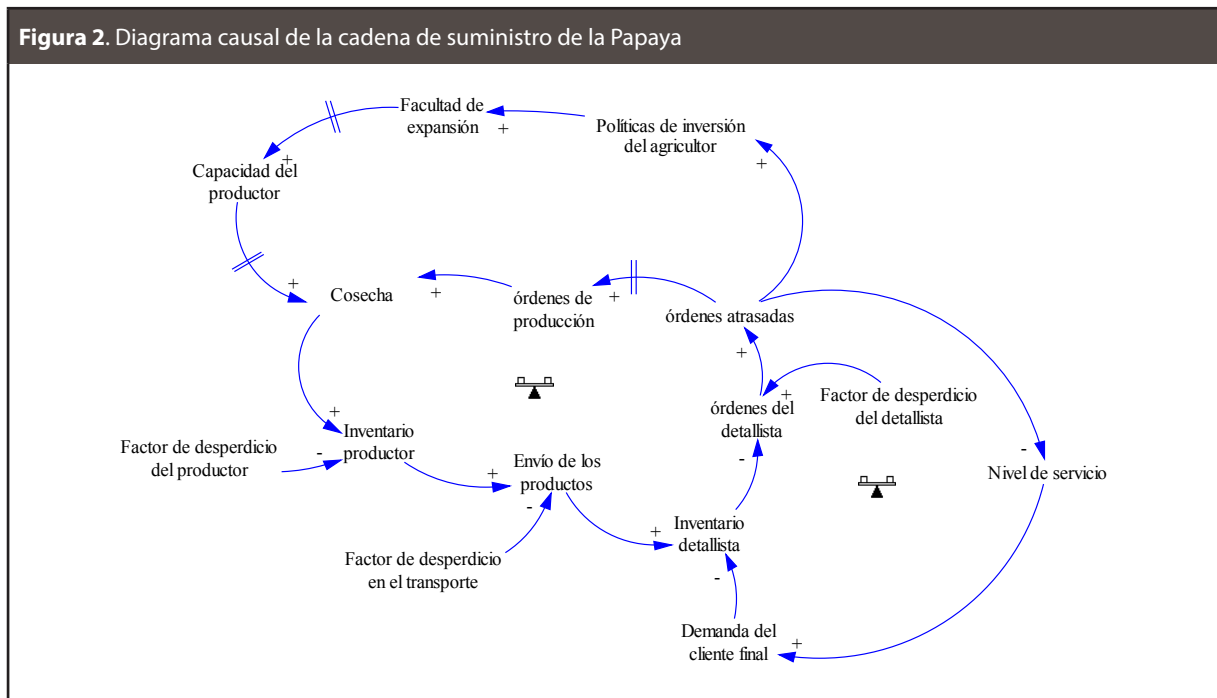 Figura 2. Diagrama causal de la cadena de suministro de la Papaya
Facultad de
expansión
+
Políticas de inversión
del agricultor
+
+
Capacidad del
productor
+
Cosecha
+
órdenes de
producción
+
órdenes atrasadas
+
+
órdenes del
detallista
Factor de desperdicio
del detallista
+
Inventario
productor
Factor de desperdicio
del productor
-
+
Envío de los
productos
-
-
-
Nivel de servicio
+
Inventario
detallista
Factor de desperdicio
en el transporte
-
Demanda del
cliente final
+